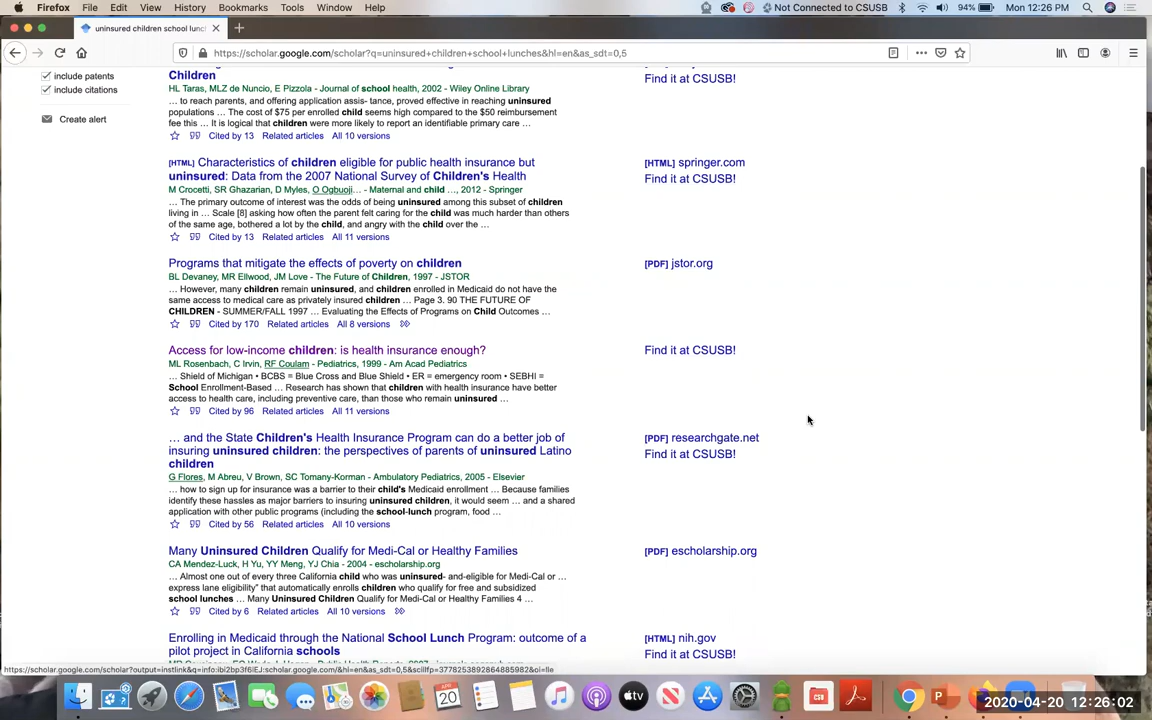 Firefox File Edit View History Bookmarks Tools Window Help Not Connected to CSUSB 94% Mon 12:26 PM
uninsured children school lunch
https://scholar.google.com/scholar?q=uninsured+children+school+lunches&hl=en&as_sdt=0,5
include patents
include citations
Create alert
Children
HL Taras, MLZ de Nuncio, E Pizzola - Journal of school health, 2002 - Wiley Online Library
... to reach parents, and offering application assis- tance, proved effective in reaching uninsured
populations ... The cost of $75 per enrolled child seems high compared to the $50 reimbursement
fee this ... It is logical that children were more likely to report an identifiable primary care ...
Cited by 13 Related articles All 10 versions
Find it at CSUSB!
[HTML] Characteristics of children eligible for public health insurance but
uninsured: Data from the 2007 National Survey of Children's Health
M Crocetti, SR Ghazarian, D Myles, O Ogbuoji... - Maternal and child ..., 2012 - Springer
... The primary outcome of interest was the odds of being uninsured among this subset of children
living in ... Scale [8] asking how often the parent felt caring for the child was much harder than others
of the same age, bothered a lot by the child, and angry with the child over the ...
Cited by 13 Related articles All 11 versions
[HTML] springer.com
Find it at CSUSB!
Programs that mitigate the effects of poverty on children
BL Devaney, MR Ellwood, JM Love - The Future of Children, 1997 - JSTOR
... However, many children remain uninsured, and children enrolled in Medicaid do not have the
same access to medical care as privately insured children ... Page 3. 90 THE FUTURE OF
CHILDREN - SUMMER/FALL 1997 ... Evaluating the Effects of Programs on Child Outcomes ...
Cited by 170 Related articles All 8 versions
[PDF] jstor.org
Access for low-income children: is health insurance enough?
ML Rosenbach, C Irvin, RF Coulam - Pediatrics, 1999 - Am Acad Pediatrics
... Shield of Michigan • BCBS = Blue Cross and Blue Shield • ER = emergency room • SEBHI =
School Enrollment-Based ... Research has shown that children with health insurance have better
access to health care, including preventive care, than those who remain uninsured ...
Cited by 96 Related articles All 11 versions
Find it at CSUSB!
... and the State Children's Health Insurance Program can do a better job of
insuring uninsured children: the perspectives of parents of uninsured Latino
children
G Flores, M Abreu, V Brown, SC Tomany-Korman - Ambulatory Pediatrics, 2005 - Elsevier
... how to sign up for insurance was a barrier to their child's Medicaid enrollment ... Because families
identify these hassles as major barriers to insuring uninsured children, it would seem ... and a shared
application with other public programs (including the school-lunch program, food ...
Cited by 56 Related articles All 10 versions
[PDF] researchgate.net
Find it at CSUSB!
Many Uninsured Children Qualify for Medi-Cal or Healthy Families
CA Mendez-Luck, H Yu, YY Meng, YJ Chia - 2004 - escholarship.org
... Almost one out of every three California child who was uninsured- and-eligible for Medi-Cal or ...
express lane eligibility" that automatically enrolls children who qualify for free and subsidized
school lunches ... Many Uninsured Children Qualify for Medi-Cal or Healthy Families 4 ...
Cited by 6 Related articles All 10 versions
[PDF] escholarship.org
Enrolling in Medicaid through the National School Lunch Program: outcome of a
pilot project in California schools
[HTML] nih.gov
Find it at CSUSB!
APR
20
tv
2020-04-20 12:26:02